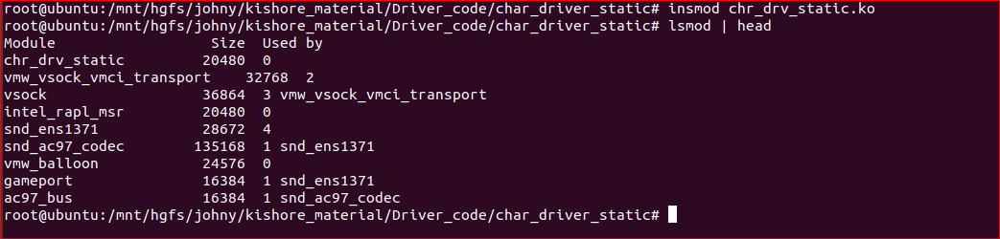 root@ubuntu:/mnt/hgfs/johny/kishore_material/Driver_code/char_driver_static# insmod chr_drv_static.ko
root@ubuntu:/mnt/hgfs/johny/kishore_material/Driver_code/char_driver_static# lsmod | head
Module                  Size  Used by
chr_drv_static         20480  0
vmw_vsock_vmci_transport    32768  2
vsock                  36864  3 vmw_vsock_vmci_transport
intel_rapl_msr         20480  0
snd_ens1371            28672  4
snd_ac97_codec        135168  1 snd_ens1371
vmw_balloon            24576  0
gameport               16384  1 snd_ens1371
ac97_bus               16384  1 snd_ac97_codec
root@ubuntu:/mnt/hgfs/johny/kishore_material/Driver_code/char_driver_static#